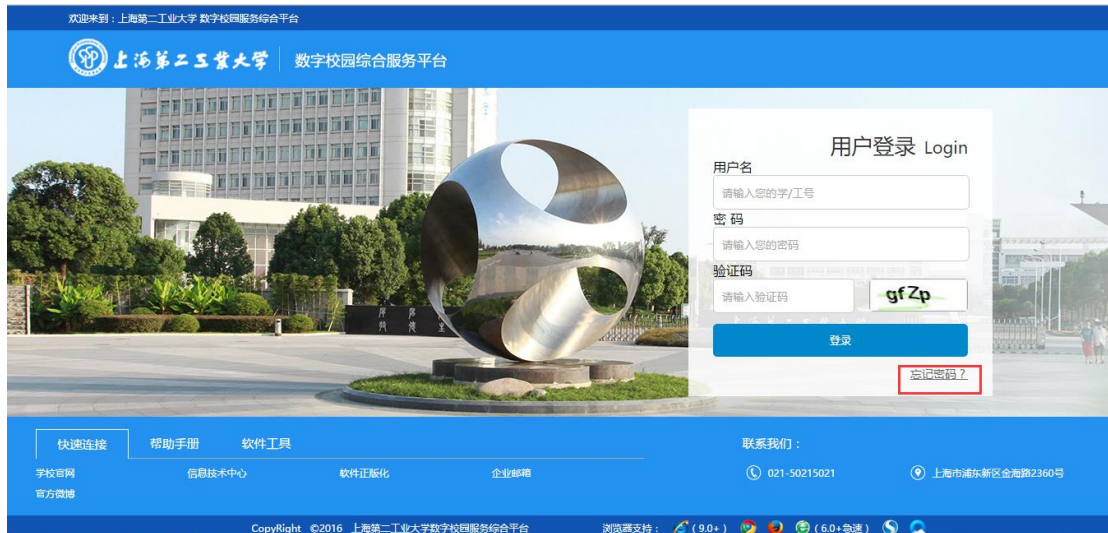 欢迎来到：上海第二工业大学 数字校园服务综合平台
上海第二工业大学 数字校园综合服务平台
用户登录 Login
用户名
请输入您的学/工号
密 码
请输入您的密码
验证码
请输入验证码 gfZp
登录
忘记密码？
快速连接 帮助手册 软件工具 联系我们：
学校官网 信息技术中心 软件正版化 企业邮箱 021-50215021 上海市浦东新区金海路2360号
官方微博
CopyRight ©2016 上海第二工业大学数字校园服务综合平台 浏览器支持： (9.0+) (6.0+急速)